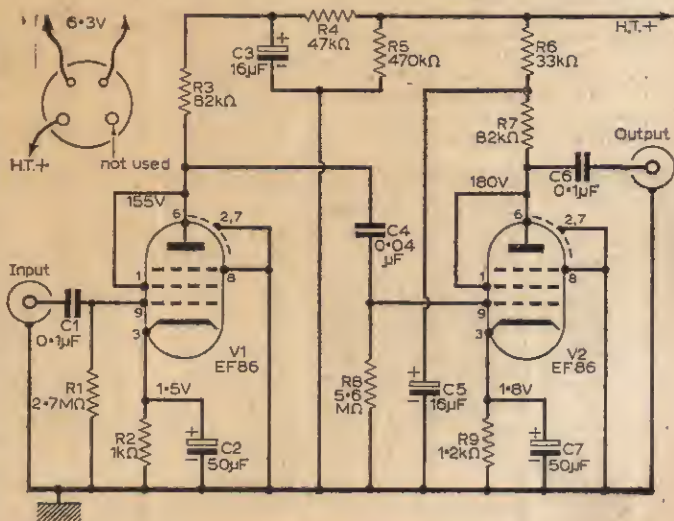 6·3V
H.T.+
not used
R4
47kΩ
C3
16μF
R5
470kΩ
R6
33kΩ
H.T.+
R3
82kΩ
R7
82kΩ
Output
C6
0·1μF
155V
180V
6
2,7
C4
0·04
μF
6
2,7
Input
1
8
1
8
9
9
C1
0·1μF
3
V1
EF86
3
V2
EF86
R1
2·7MΩ
1·5V
R8
5·6
MΩ
C5
16μF
1·8V
R2
1kΩ
C2
50μF
R9
1·2kΩ
C7
50μF